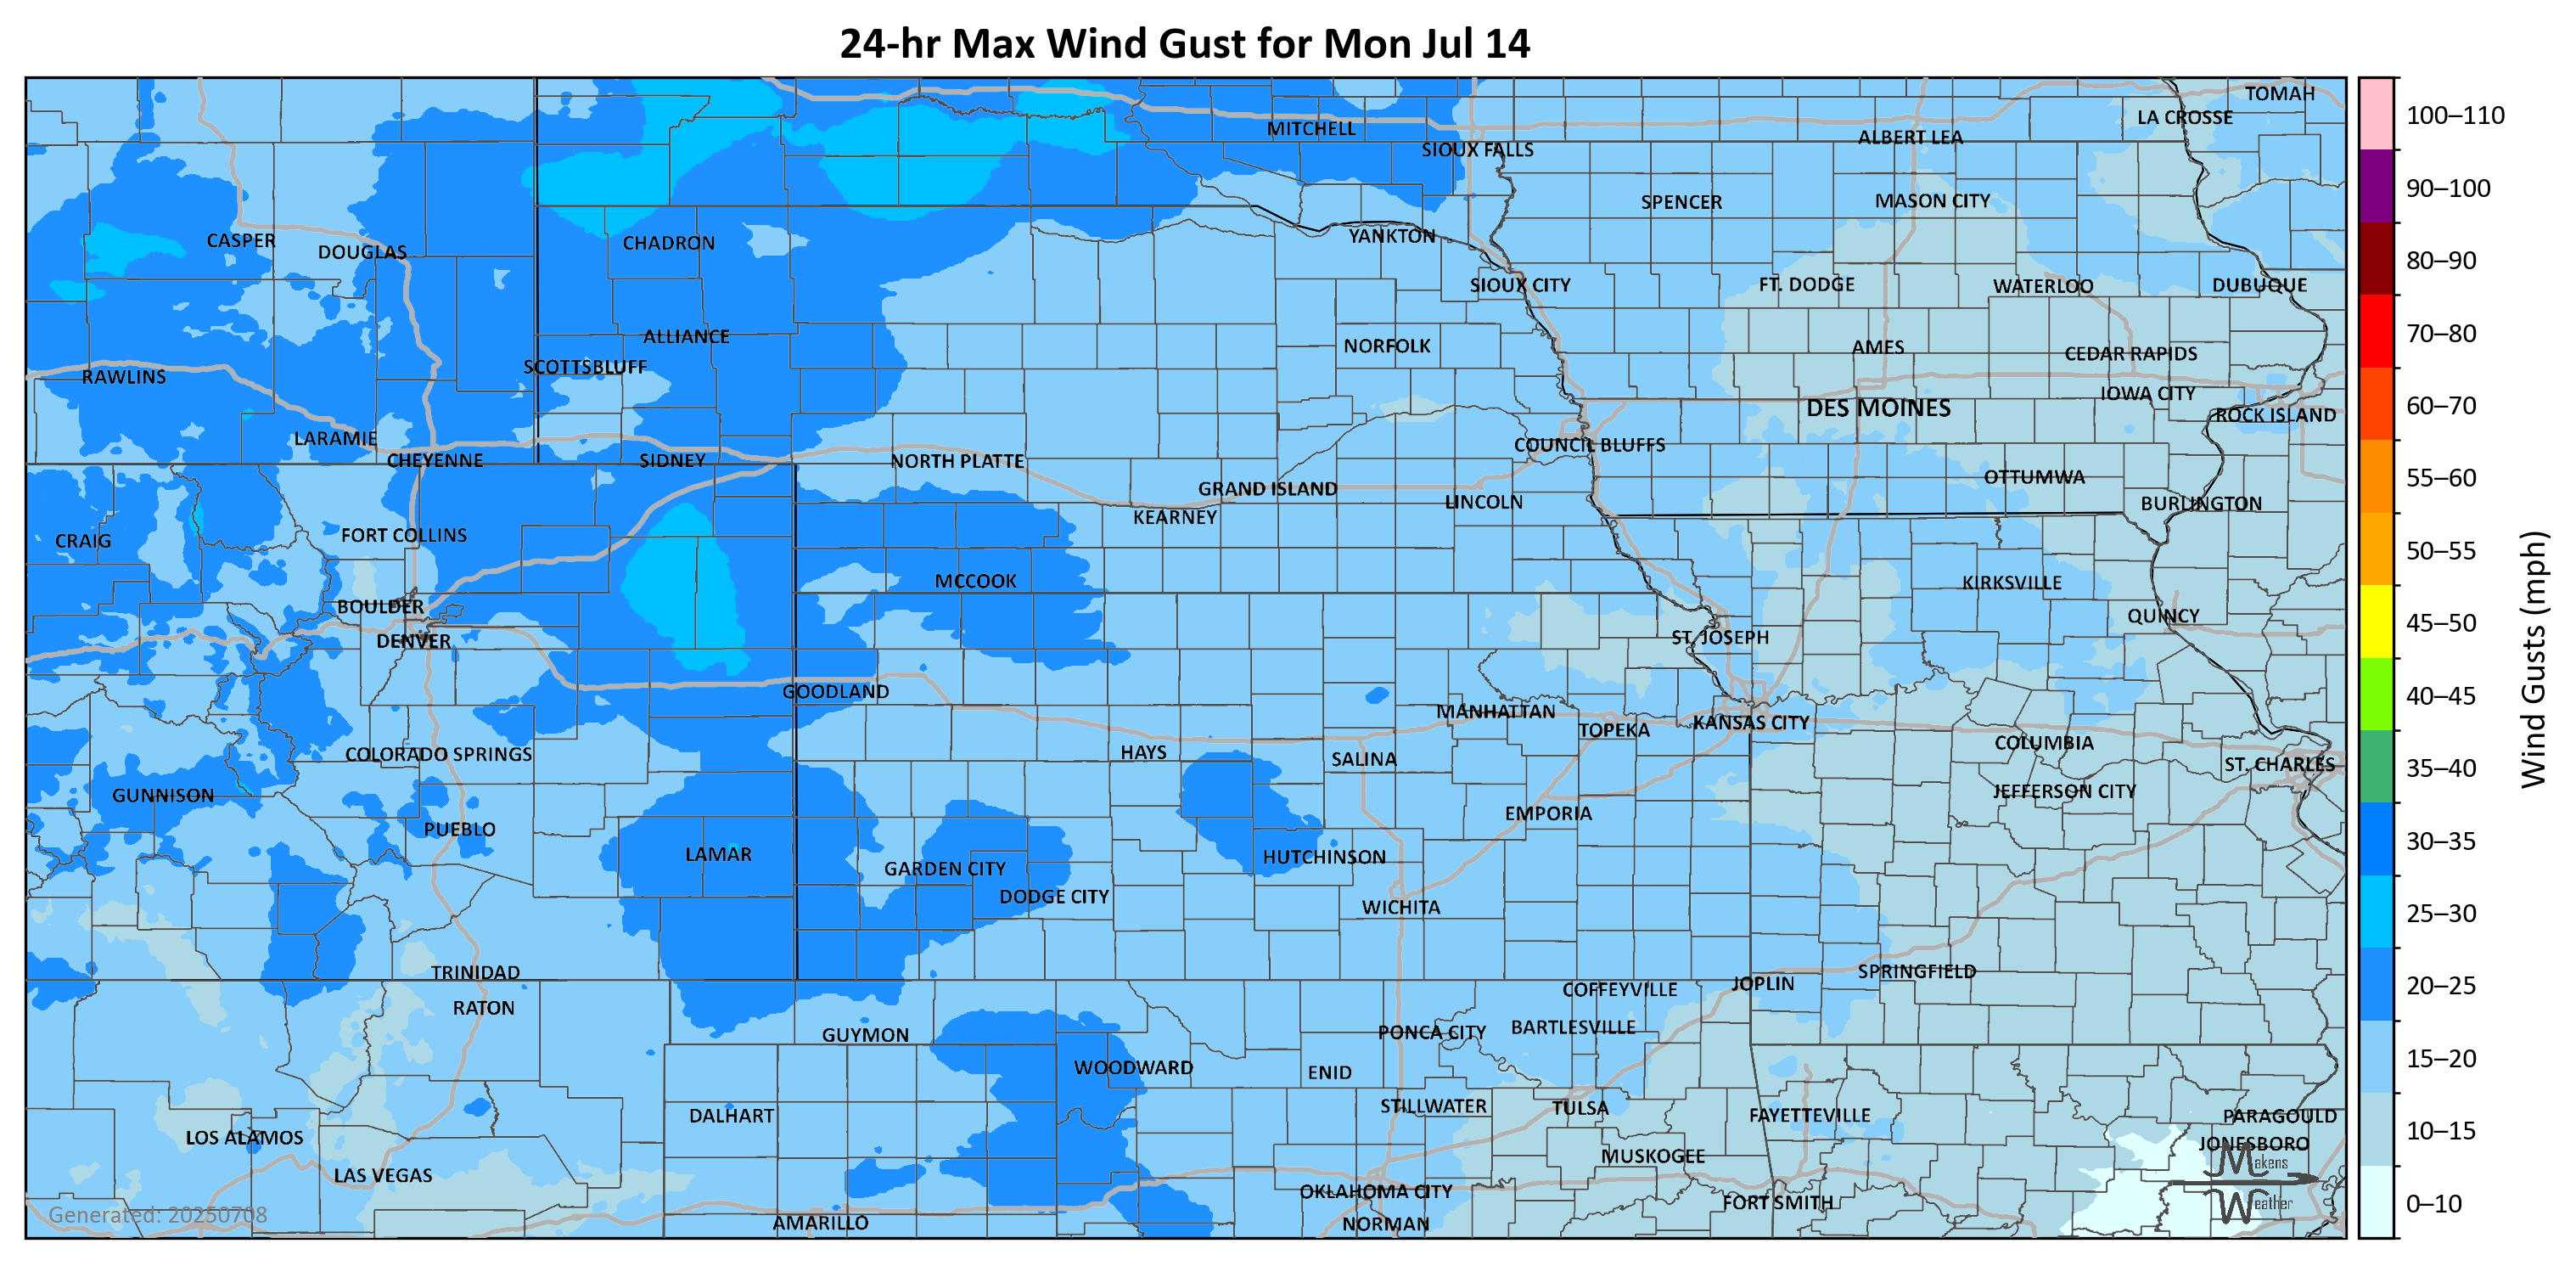 24-hr Max Wind Gust for Mon Jul 14
TOMAH
LA CROSSE
MITCHELL
ALBERT LEA
SIOUX FALLS
SPENCER
MASON CITY
CASPER
DOUGLAS
CHADRON
YANKTON
SIOUX CITY
FT. DODGE
WATERLOO
DUBUQUE
ALLIANCE
NORFOLK
AMES
CEDAR RAPIDS
SCOTTSBLUFF
RAWLINS
IOWA CITY
DES MOINES
ROCK ISLAND
LARAMIE
COUNCIL BLUFFS
CHEYENNE
SIDNEY
NORTH PLATTE
OTTUMWA
GRAND ISLAND
LINCOLN
BURLINGTON
KEARNEY
CRAIG
FORT COLLINS
MCCOOK
KIRKSVILLE
BOULDER
QUINCY
DENVER
ST. JOSEPH
GOODLAND
MANHATTAN
TOPEKA
KANSAS CITY
COLUMBIA
COLORADO SPRINGS
HAYS
SALINA
ST. CHARLES
GUNNISON
JEFFERSON CITY
EMPORIA
PUEBLO
LAMAR
HUTCHINSON
GARDEN CITY
DODGE CITY
WICHITA
TRINIDAD
SPRINGFIELD
JOPLIN
COFFEYVILLE
RATON
GUYMON
PONCA CITY
BARTLESVILLE
WOODWARD
ENID
DALHART
STILLWATER
TULSA
FAYETTEVILLE
PARAGOULD
LOS ALAMOS
JONESBORO
MUSKOGEE
LAS VEGAS
OKLAHOMA CITY
FORT SMITH
AMARILLO
NORMAN
Generated: 20250708
Makens
Weather
100–110
90–100
80–90
70–80
60–70
55–60
50–55
45–50
40–45
35–40
30–35
25–30
20–25
15–20
10–15
0–10
Wind Gusts (mph)